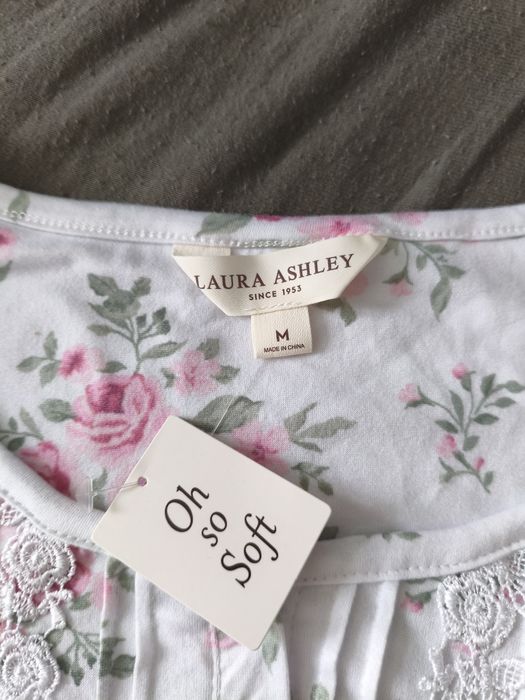 LAURA ASHLEY
SINCE 1953
M
MADE IN CHINA
Oh
so
Soft